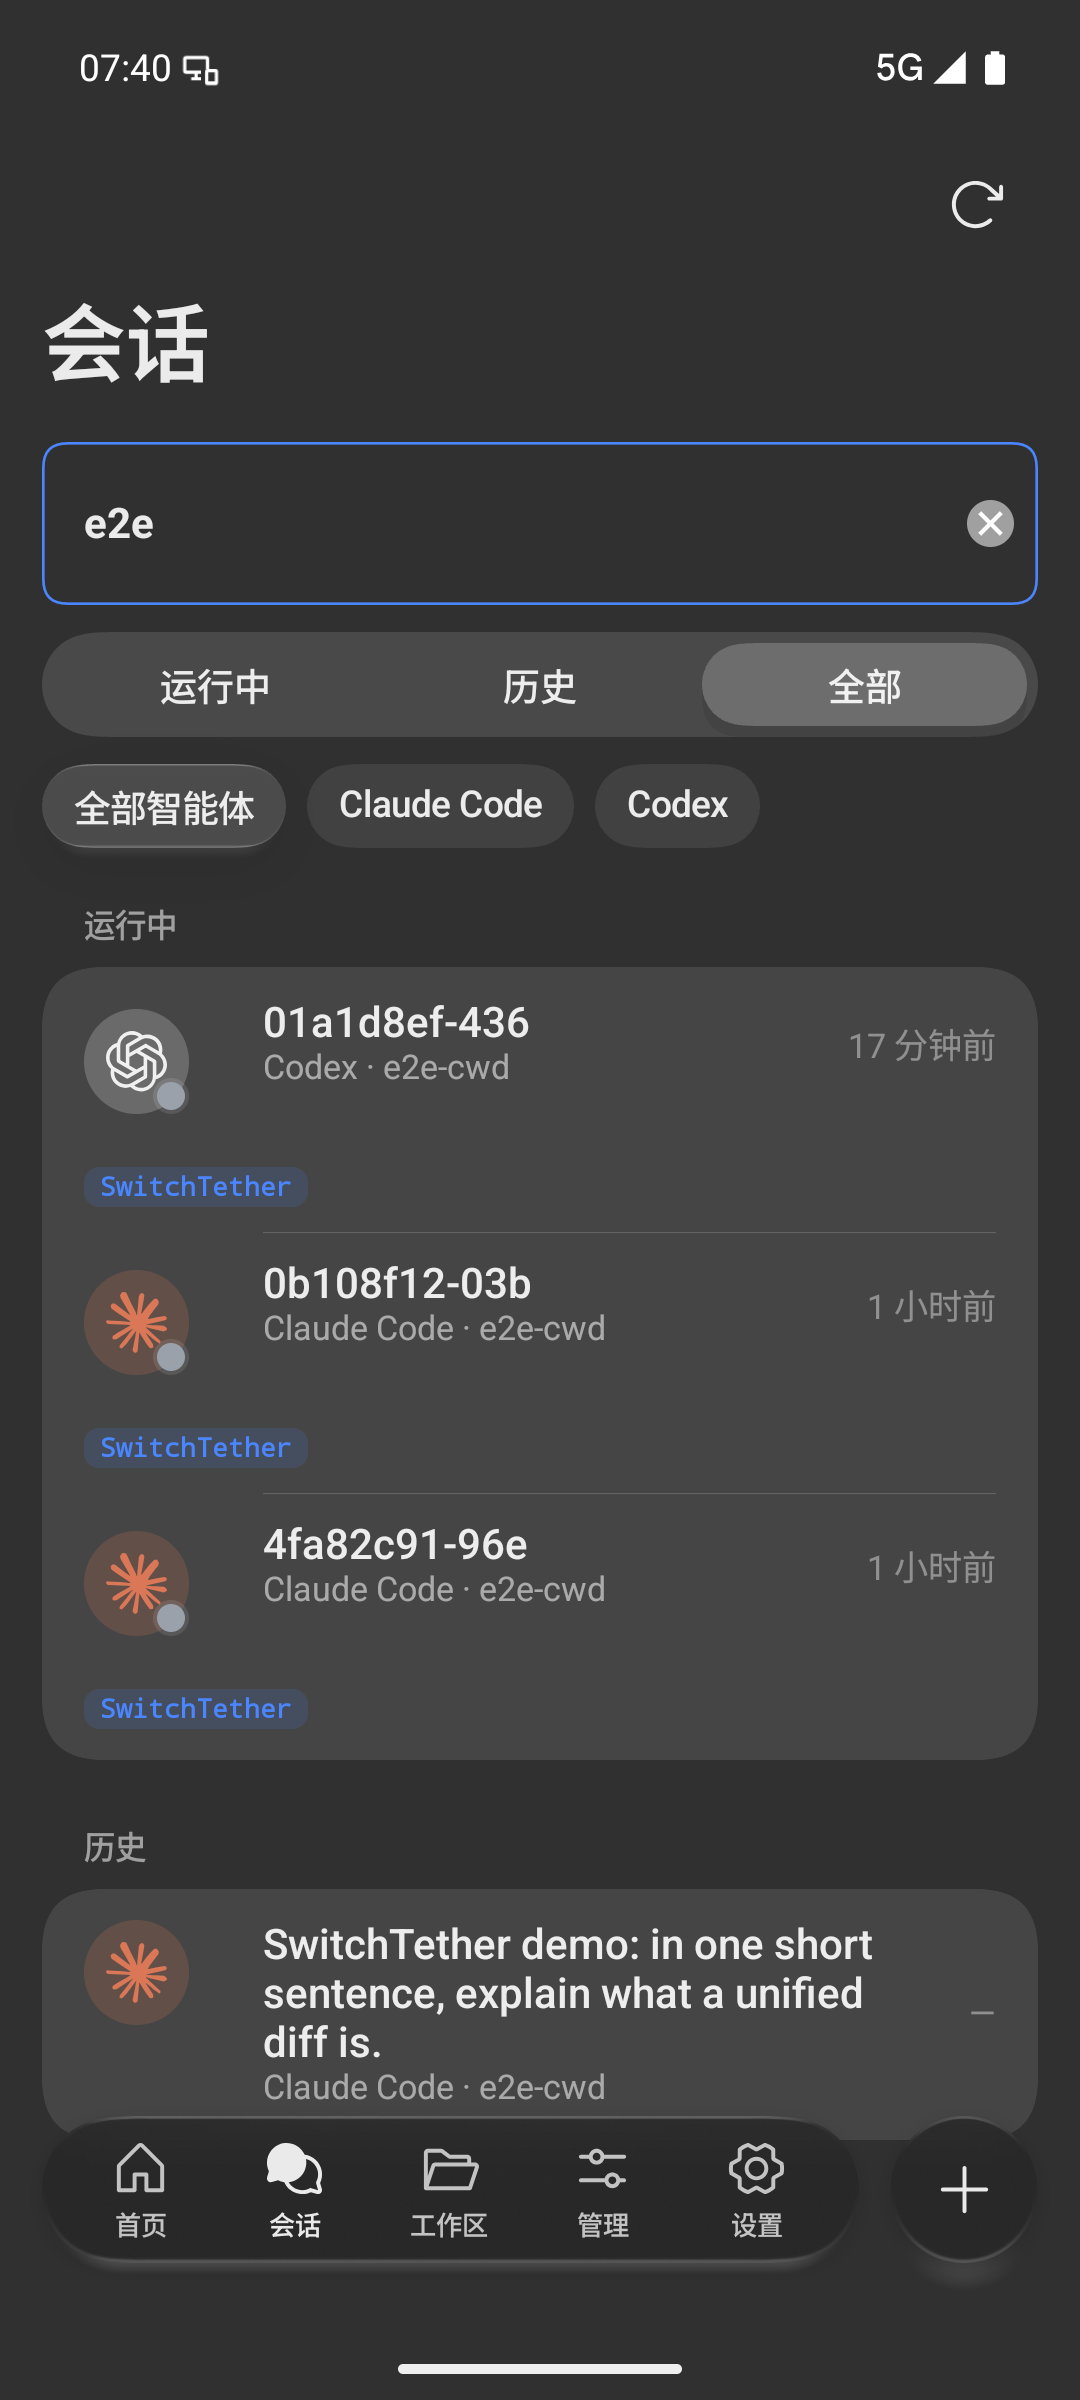 07:40
5G
会话
e2e
运行中 历史 全部
全部智能体 Claude Code Codex
运行中
01a1d8ef-436
17 分钟前
Codex · e2e-cwd
SwitchTether
0b108f12-03b
1 小时前
Claude Code · e2e-cwd
SwitchTether
4fa82c91-96e
1 小时前
Claude Code · e2e-cwd
SwitchTether
历史
SwitchTether demo: in one short
sentence, explain what a unified
diff is.
–
Claude Code · e2e-cwd
首页 会话 工作区 管理 设置